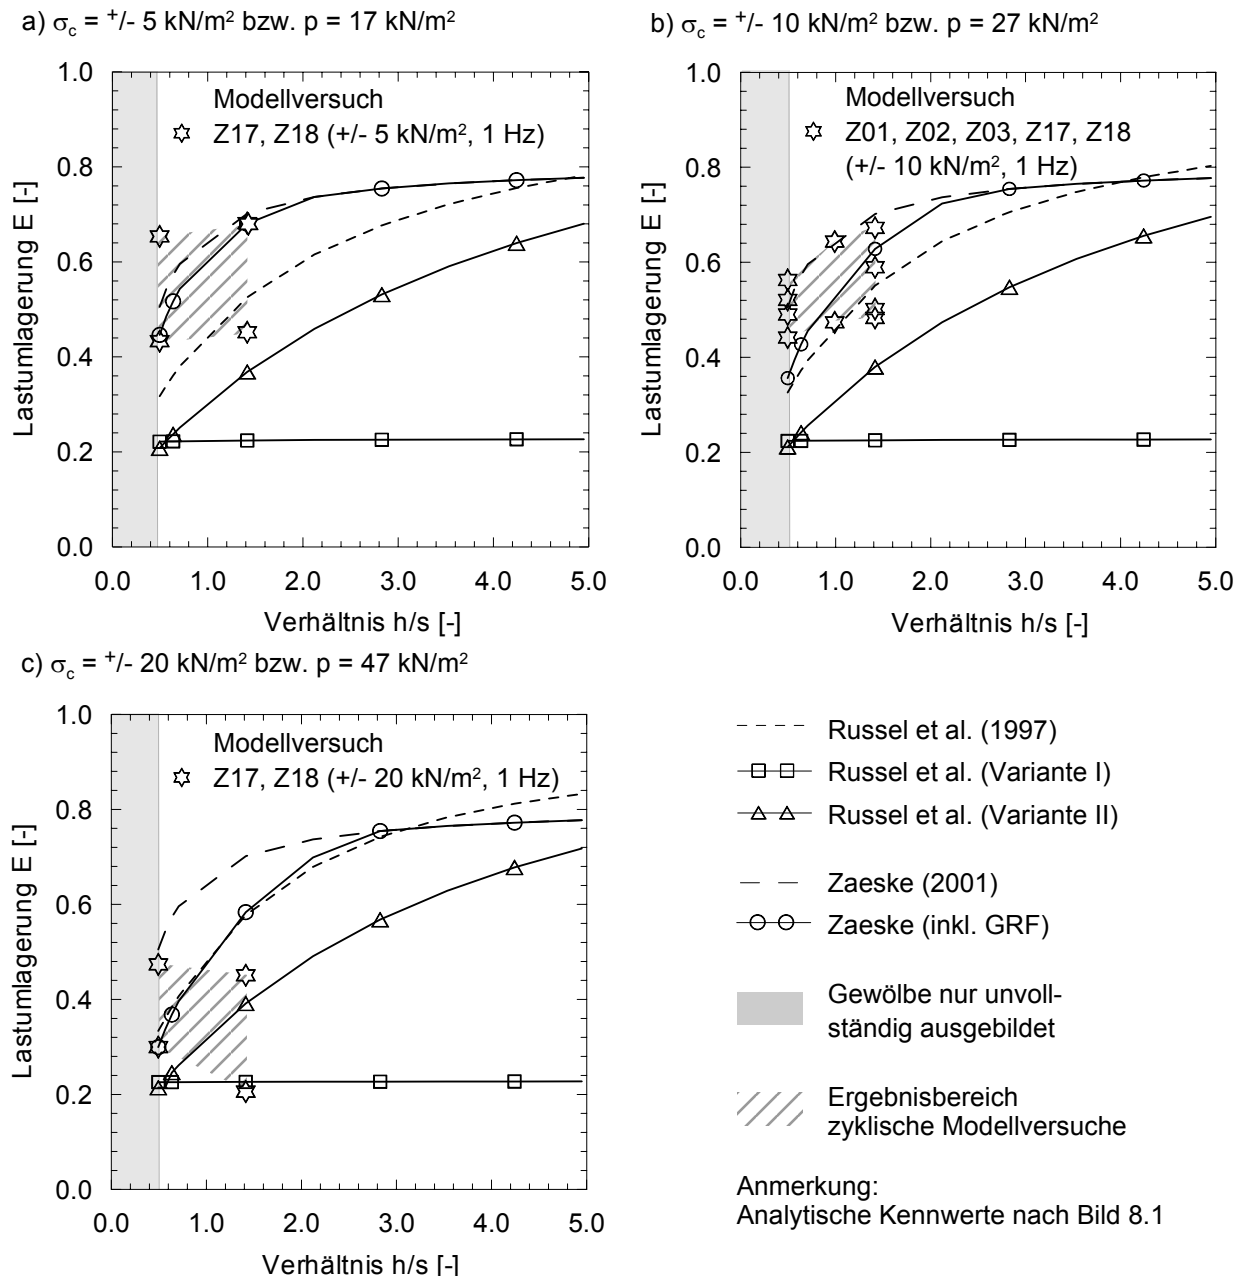 a) σc = +/- 5 kN/m² bzw. p = 17 kN/m²
1.0
0.8
0.6
0.4
0.2
0.0
Lastumlagerung E [-]
Modellversuch
Z17, Z18 (+/- 5 kN/m², 1 Hz)
0.0 1.0 2.0 3.0 4.0 5.0
Verhältnis h/s [-]
b) σc = +/- 10 kN/m² bzw. p = 27 kN/m²
1.0
0.8
0.6
0.4
0.2
0.0
Lastumlagerung E [-]
Modellversuch
Z01, Z02, Z03, Z17, Z18
(+/- 10 kN/m², 1 Hz)
0.0 1.0 2.0 3.0 4.0 5.0
Verhältnis h/s [-]
c) σc = +/- 20 kN/m² bzw. p = 47 kN/m²
1.0
0.8
0.6
0.4
0.2
0.0
Lastumlagerung E [-]
Modellversuch
Z17, Z18 (+/- 20 kN/m², 1 Hz)
0.0 1.0 2.0 3.0 4.0 5.0
Verhältnis h/s [-]
Russel et al. (1997)
Russel et al. (Variante I)
Russel et al. (Variante II)
Zaeske (2001)
Zaeske (inkl. GRF)
Gewölbe nur unvoll-
ständig ausgebildet
Ergebnisbereich
zyklische Modellversuche
Anmerkung:
Analytische Kennwerte nach Bild 8.1